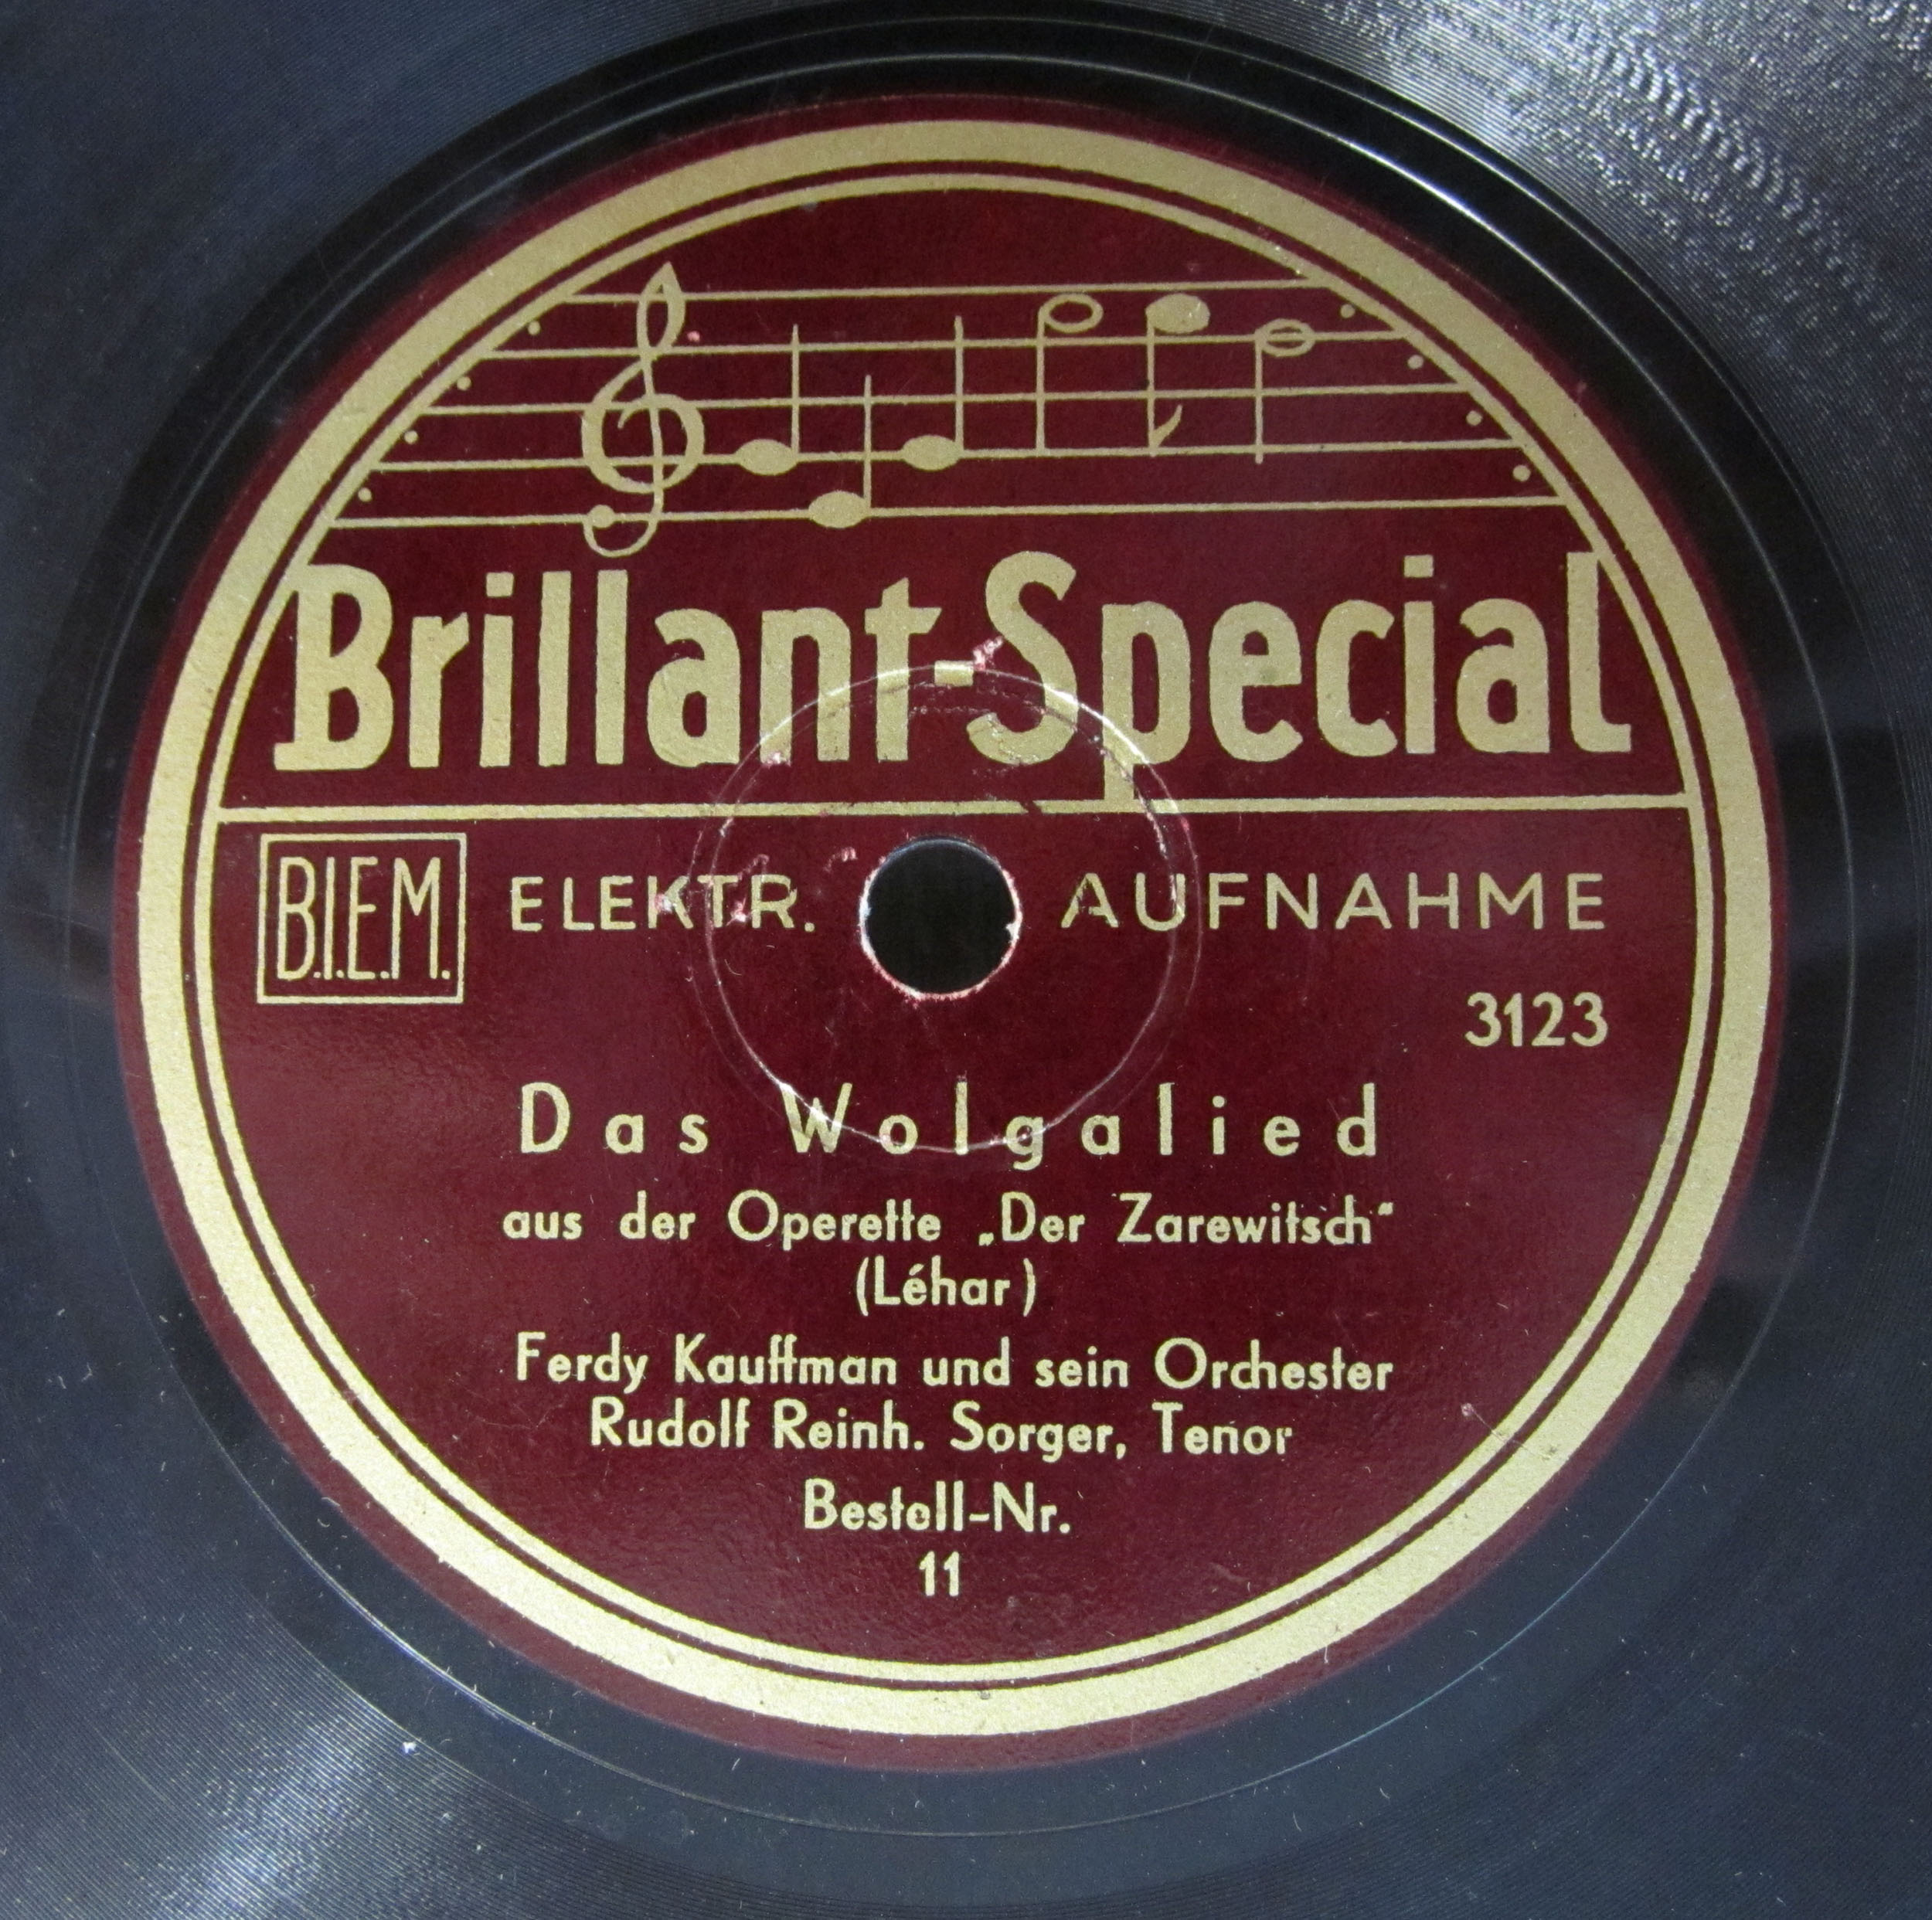 Brillant-Special
B.I.E.M. ELEKTR. AUFNAHME
3123
Das Wolgalied
aus der Operette „Der Zarewitsch“
(Léhar)
Ferdy Kauffman und sein Orchester
Rudolf Reinh. Sorger, Tenor
Bestell-Nr.
11